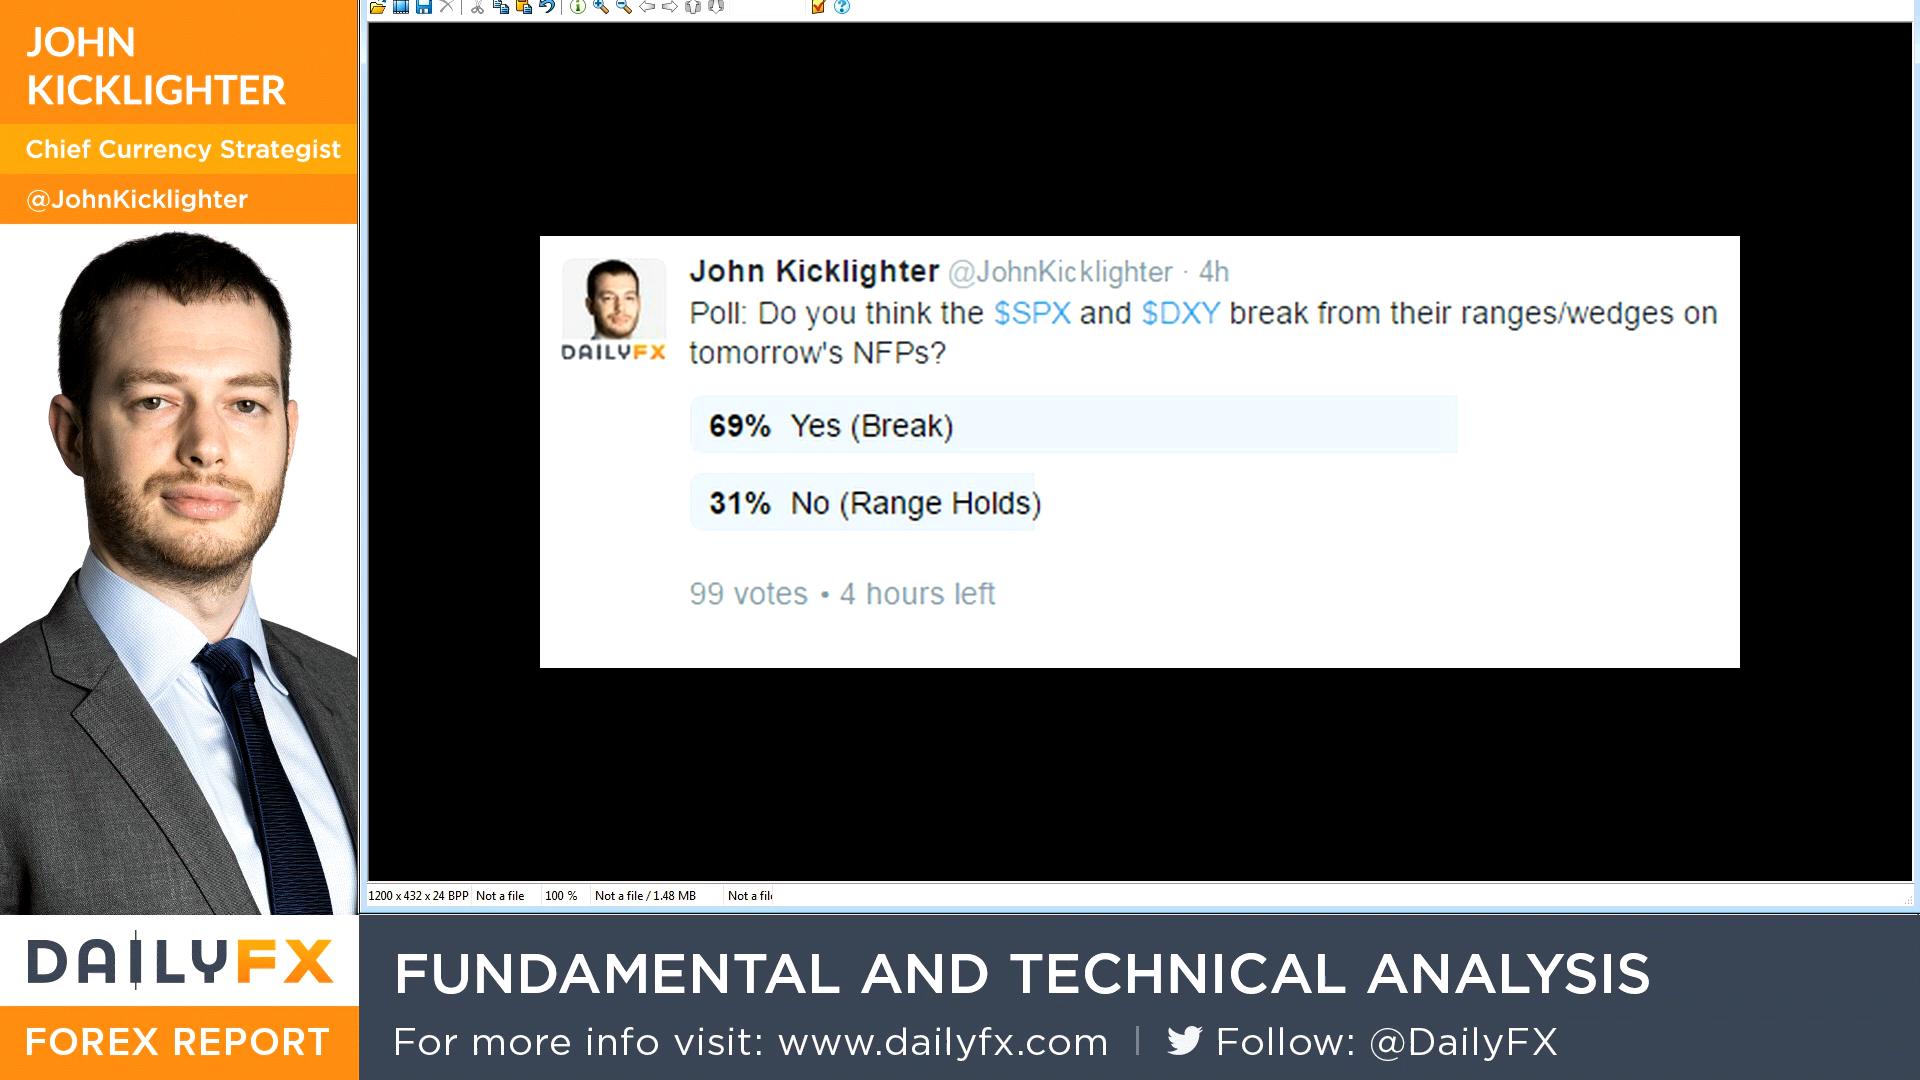 JOHN
KICKLIGHTER
Chief Currency Strategist
@JohnKicklighter
John Kicklighter @JohnKicklighter · 4h
Poll: Do you think the $SPX and $DXY break from their ranges/wedges on
tomorrow's NFPs?
DAILYFX
69% Yes (Break)
31% No (Range Holds)
99 votes • 4 hours left
1200 x 432 x 24 BPP Not a file 100 % Not a file / 1.48 MB Not a fil
DAILYFX
FOREX REPORT
FUNDAMENTAL AND TECHNICAL ANALYSIS
For more info visit: www.dailyfx.com | Follow: @DailyFX